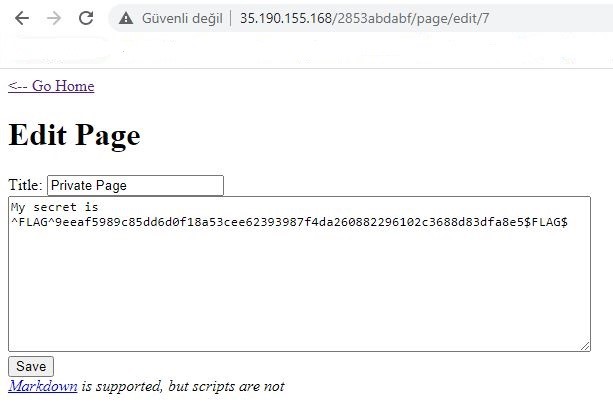 Güvenli değil 35.190.155.168/2853abdabf/page/edit/7
<-- Go Home
Edit Page
Title: Private Page
My secret is
^FLAG^9eeaf5989c85dd6d0f18a53cee62393987f4da260882296102c3688d83dfa8e5$FLAG$
Save
Markdown is supported, but scripts are not